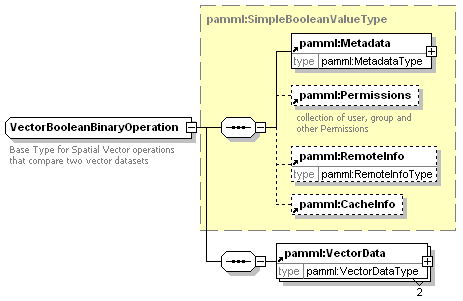 pamml:SimpleBooleanValueType
pamml:Metadata
type pamml:MetadataType
pamml:Permissions
collection of user, group and
other Permissions
VectorBooleanBinaryOperation
Base Type for Spatial Vector operations
that compare two vector datasets
pamml:RemoteInfo
type pamml:RemoteInfoType
pamml:CacheInfo
pamml:VectorData
type pamml:VectorDataType
2